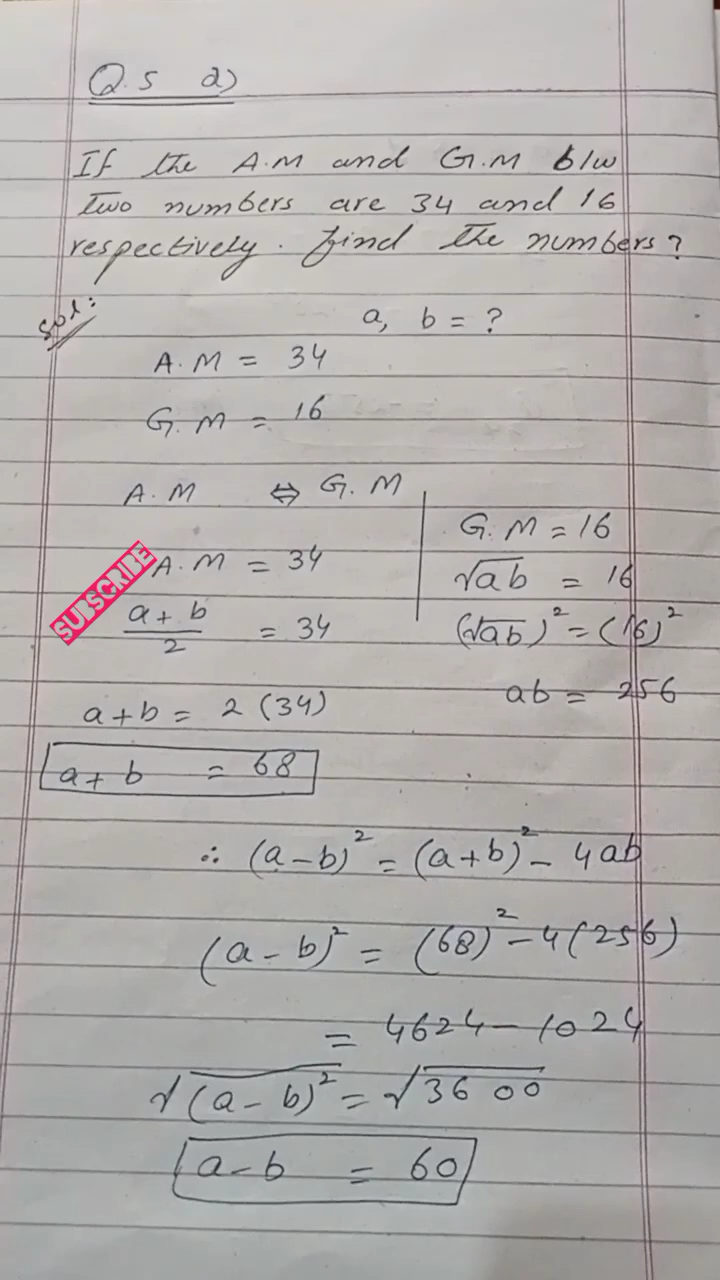 Q.5 a)
If the A.M and G.M b/w
two numbers are 34 and 16
respectively. find the numbers?
Sol:
a, b = ?
A.M = 34
G.M = 16
A.M ⇔ G.M
A.M = 34
a + b / 2 = 34
a + b = 2 (34)
a + b = 68
G.M = 16
√ab = 16
(√ab)² = (16)²
ab = 256
SUBSCRIBE
∴ (a – b)² = (a + b)² – 4ab
(a – b)² = (68)² – 4 (256)
= 4624 – 1024
√(a – b)² = √3600
a – b = 60